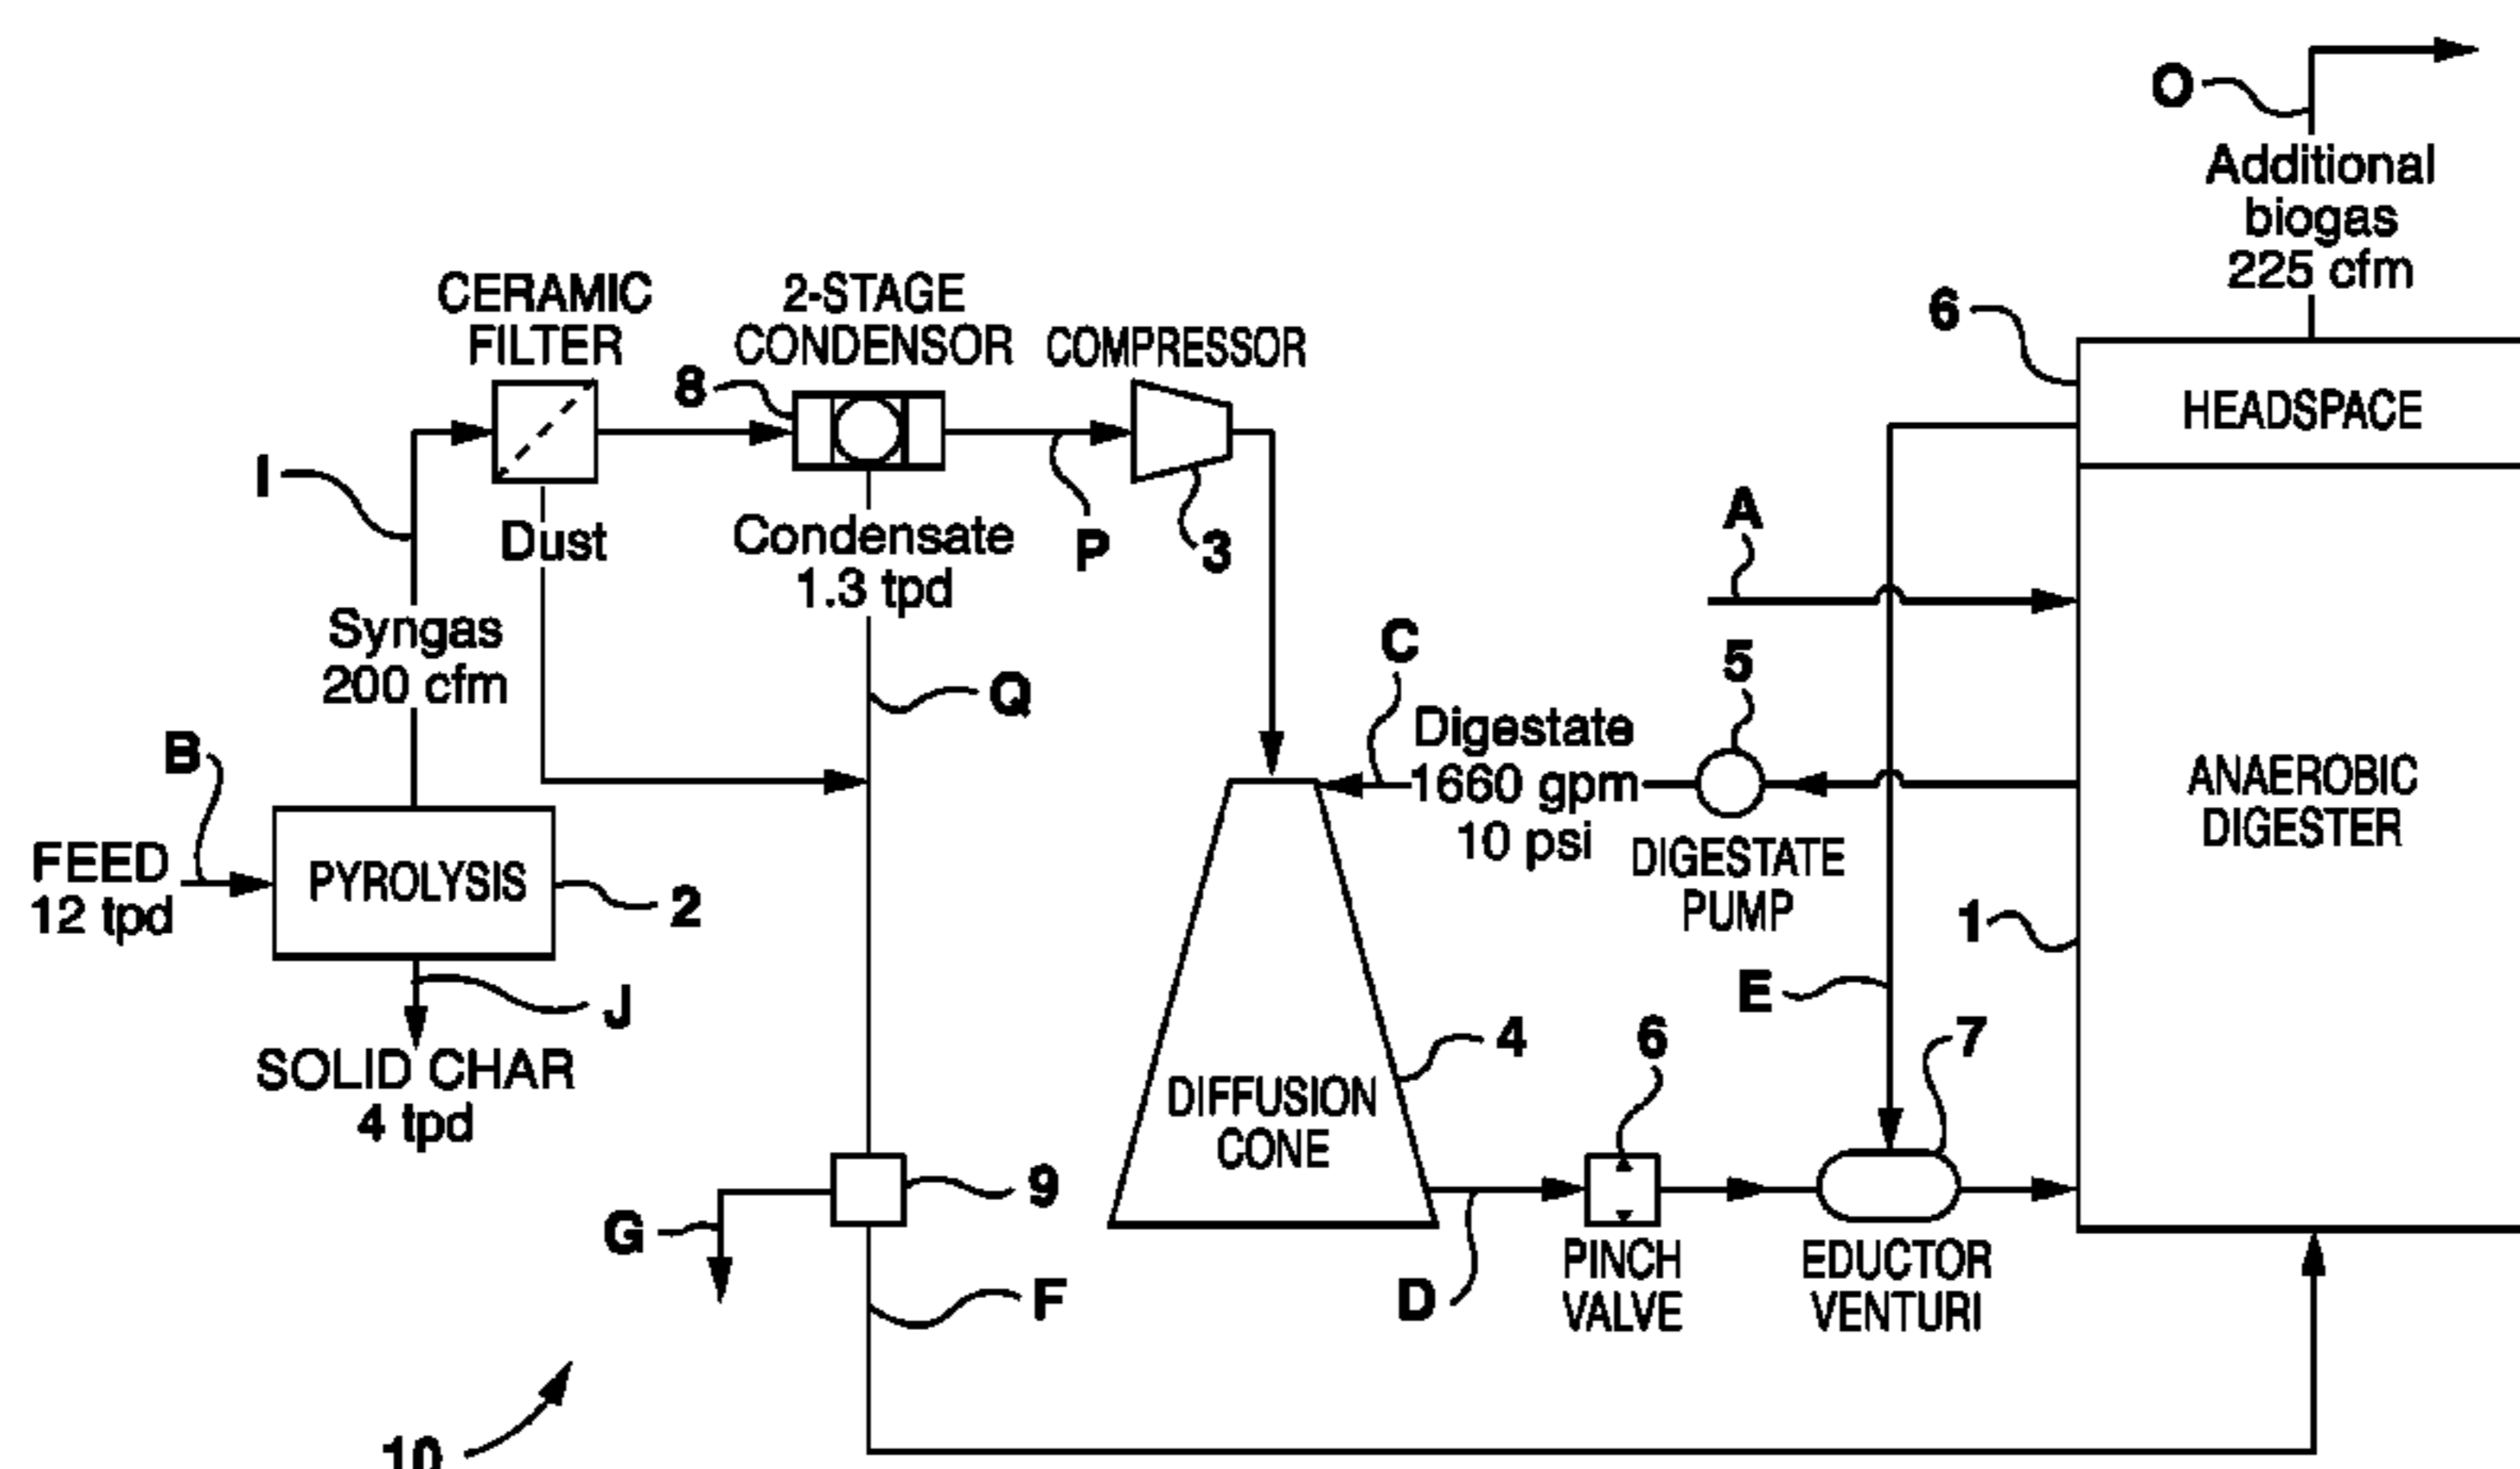 O
Additional
biogas
225 cfm
CERAMIC
FILTER
2-STAGE
CONDENSOR
COMPRESSOR
6
8
HEADSPACE
I
A
Dust
Condensate
1.3 tpd
P
3
Syngas
200 cfm
C
5
Q
B
Digestate
1660 gpm
10 psi
ANAEROBIC
DIGESTER
FEED
12 tpd
PYROLYSIS
2
DIGESTATE
PUMP
1
J
E
SOLID CHAR
4 tpd
4
6
7
DIFFUSION
CONE
9
G
F
D
PINCH
VALVE
EDUCTOR
VENTURI
10